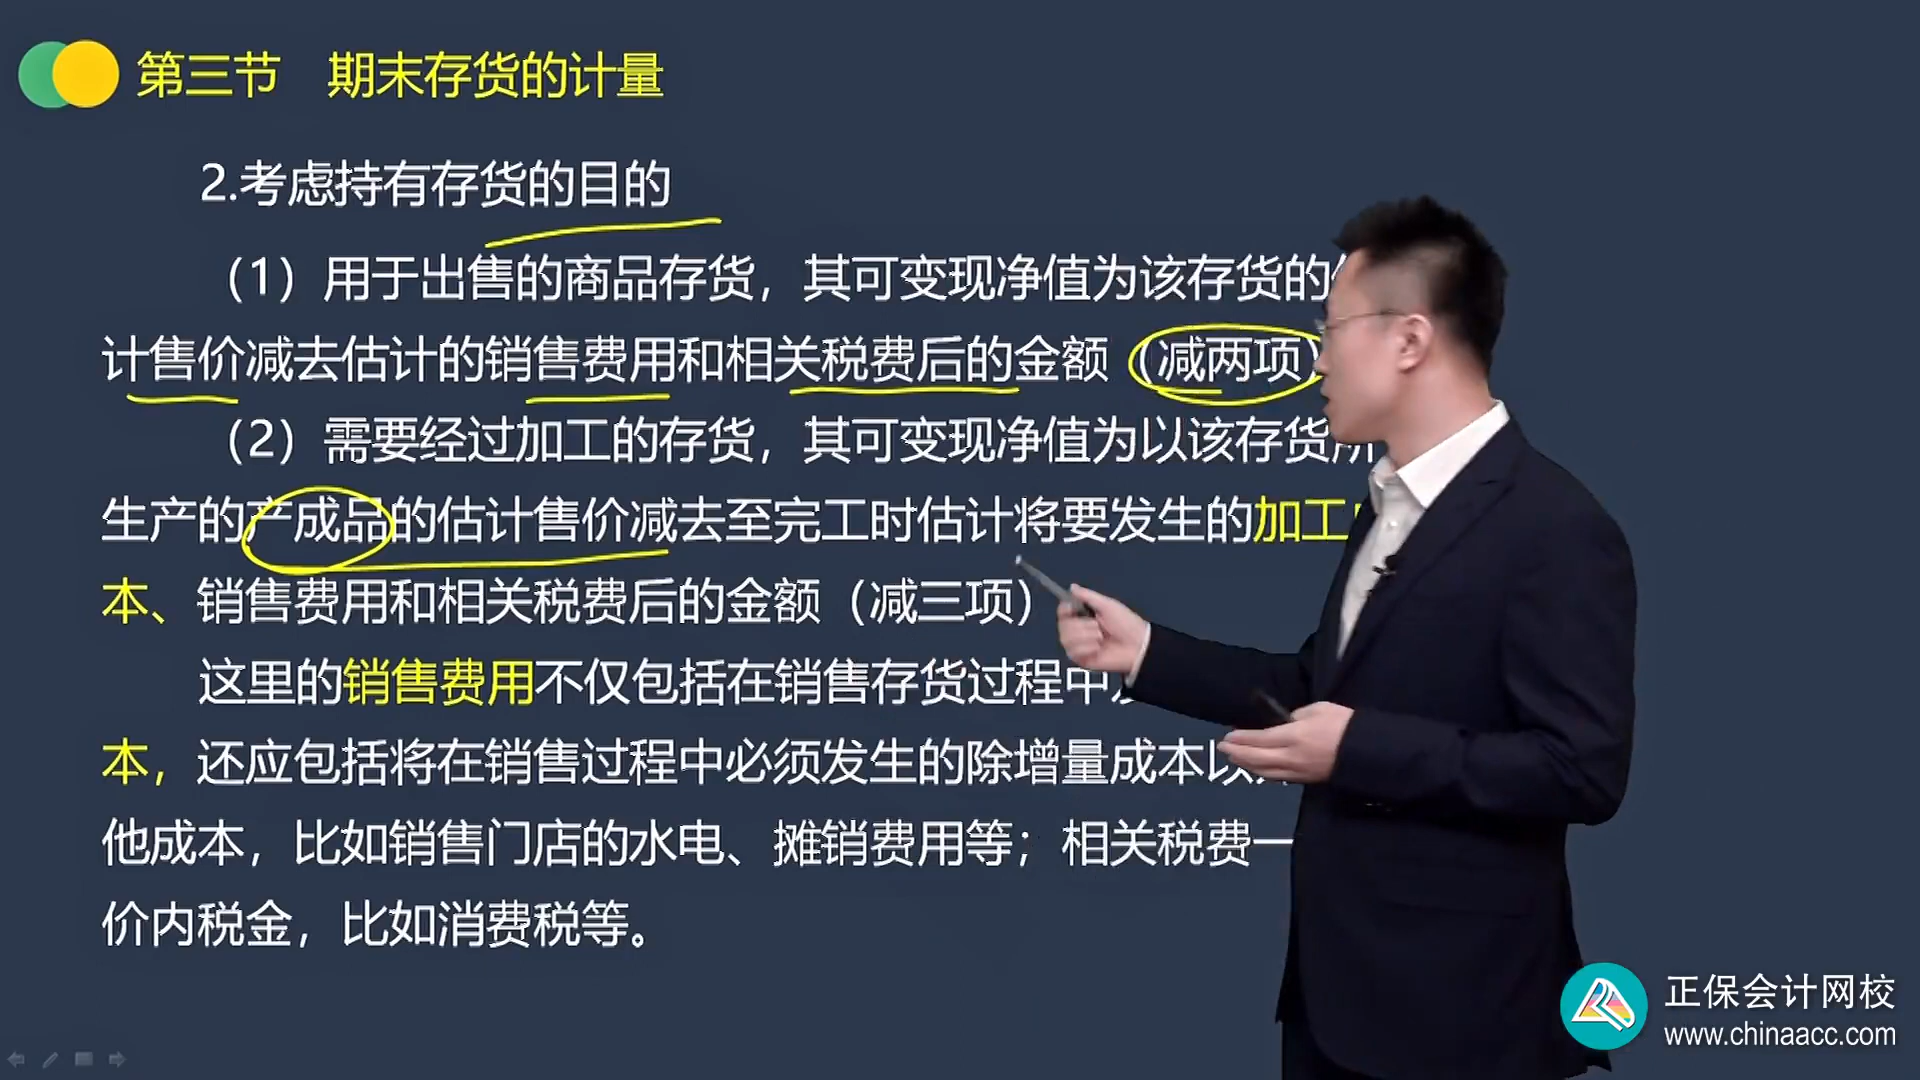 第三节 期末存货的计量
2.考虑持有存货的目的
（1）用于出售的商品存货，其可变现净值为该存货的
计售价减去估计的销售费用和相关税费后的金额（减两项）
（2）需要经过加工的存货，其可变现净值为以该存货所
生产的产成品的估计售价减去至完工时估计将要发生的加工
本、销售费用和相关税费后的金额（减三项）
这里的销售费用不仅包括在销售存货过程中
本，还应包括将在销售过程中必须发生的除增量成本以
他成本，比如销售门店的水电、摊销费用等；相关税费一
价内税金，比如消费税等。
正保会计网校
www.chinaacc.com